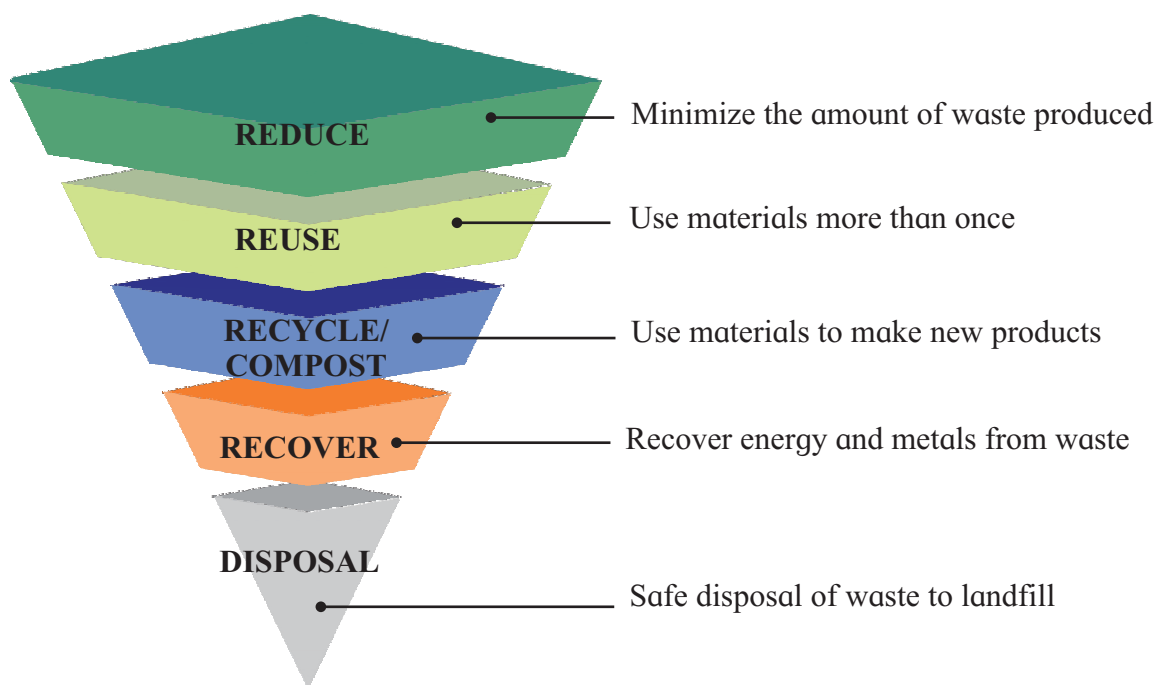 REDUCE
Minimize the amount of waste produced
REUSE
Use materials more than once
RECYCLE/
COMPOST
Use materials to make new products
RECOVER
Recover energy and metals from waste
DISPOSAL
Safe disposal of waste to landfill